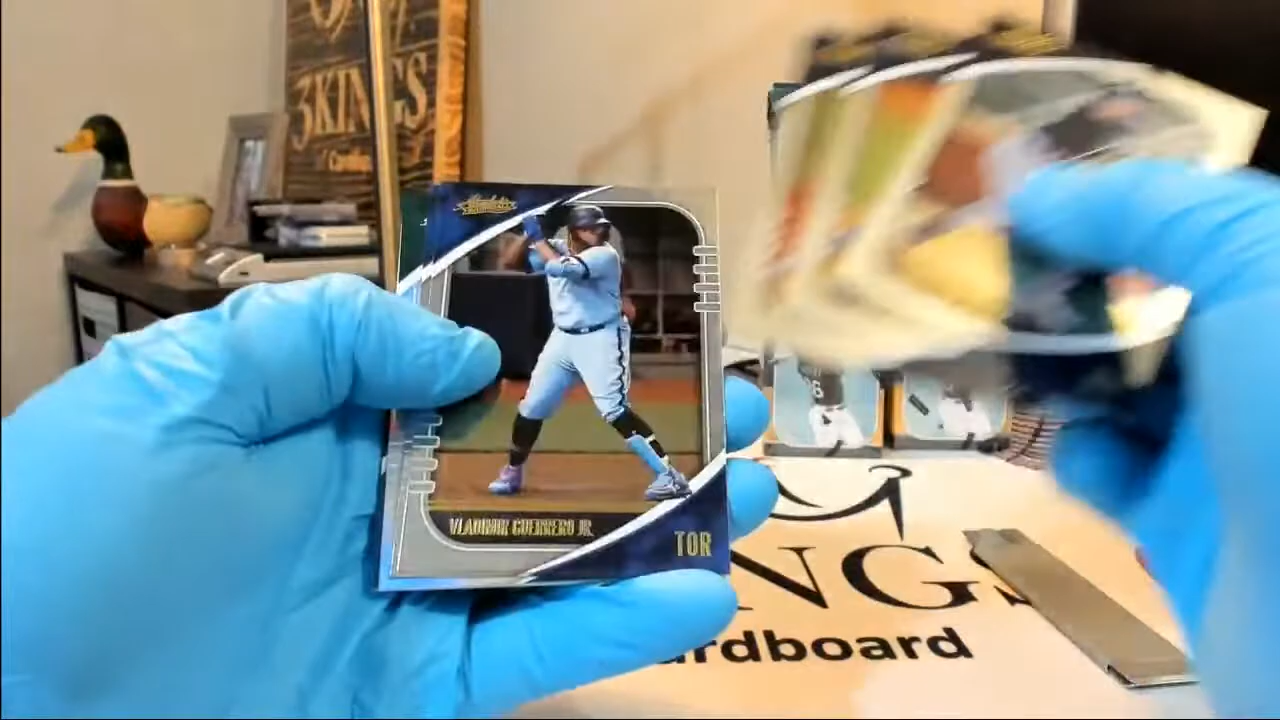 3KINGS
Absolute
VLADIMIR GUERRERO JR.
TOR
NGS
ardboard